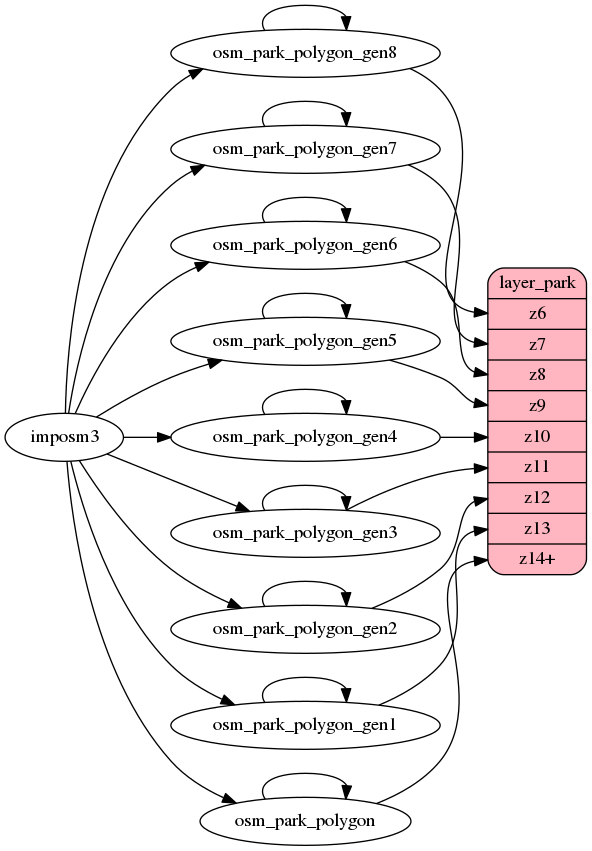 osm_park_polygon_gen8
osm_park_polygon_gen7
osm_park_polygon_gen6
osm_park_polygon_gen5
imposm3
osm_park_polygon_gen4
osm_park_polygon_gen3
osm_park_polygon_gen2
osm_park_polygon_gen1
osm_park_polygon
layer_park
z6
z7
z8
z9
z10
z11
z12
z13
z14+